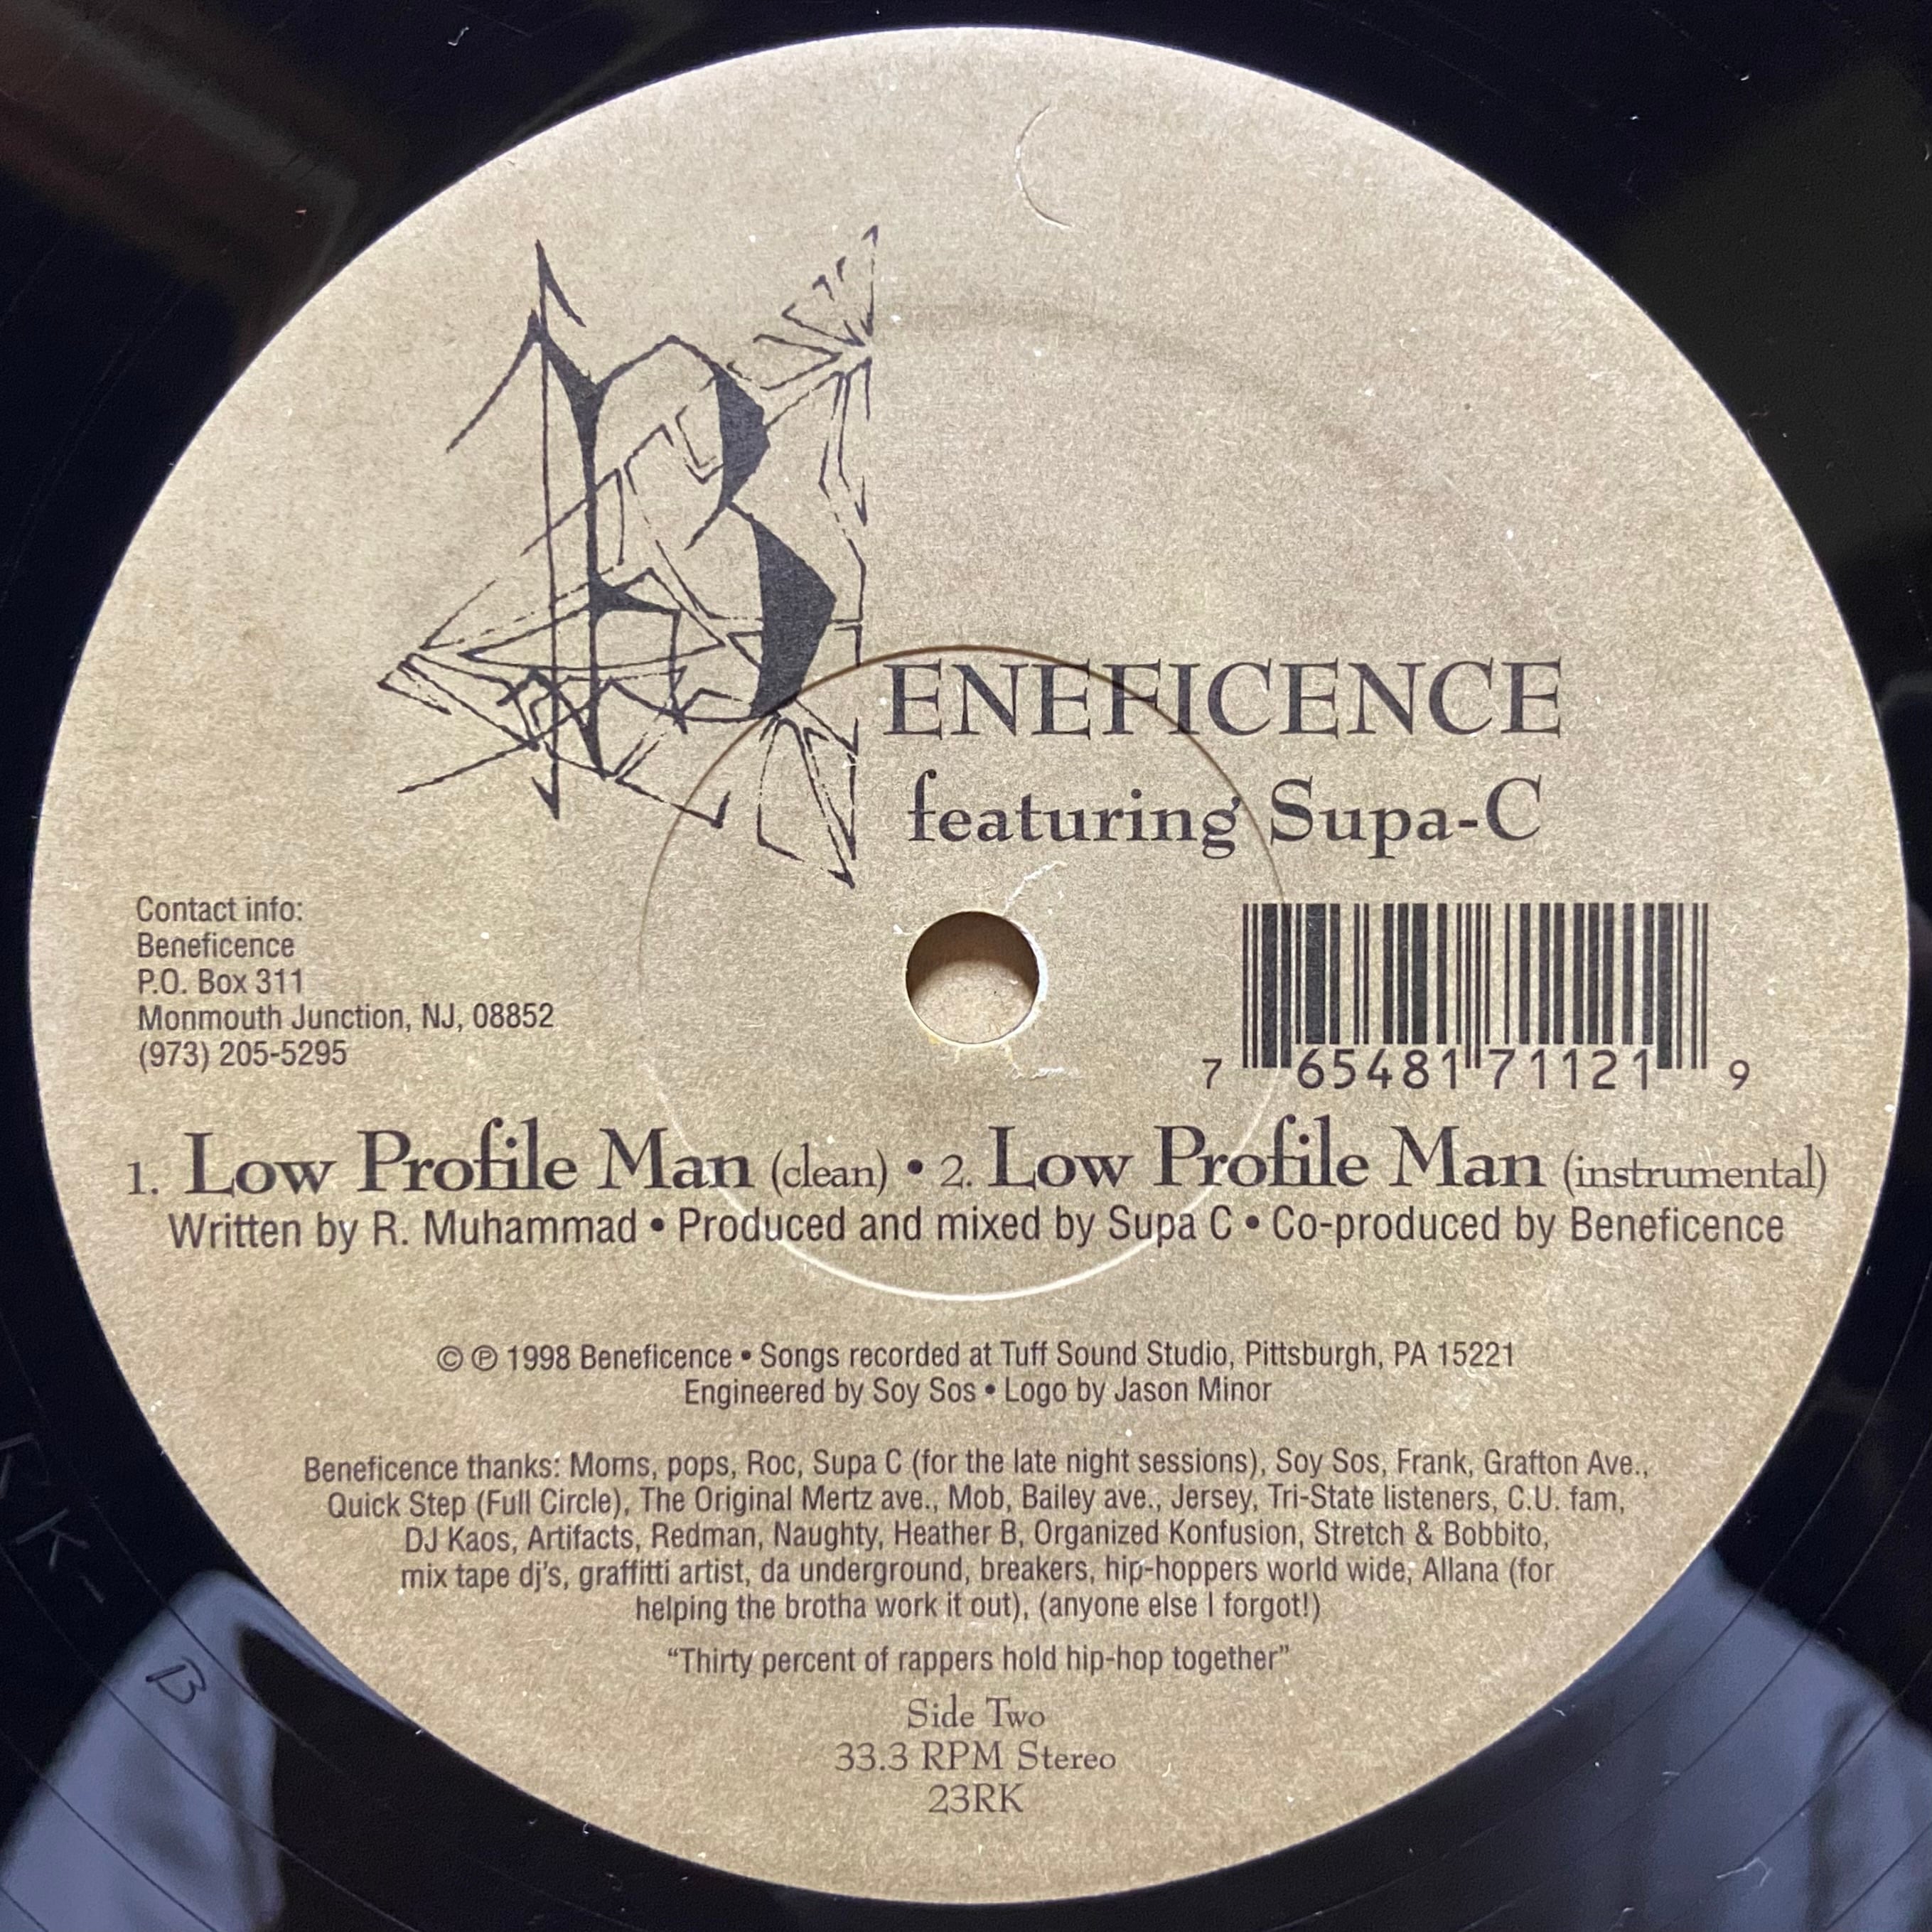 BENEFICENCE
featuring Supa-C
Contact info:
Beneficence
P.O. Box 311
Monmouth Junction, NJ, 08852
(973) 205-5295
7 65481 71121 9
1. Low Profile Man (clean) • 2. Low Profile Man (instrumental)
Written by R. Muhammad • Produced and mixed by Supa C • Co-produced by Beneficence
© ℗ 1998 Beneficence • Songs recorded at Tuff Sound Studio, Pittsburgh, PA 15221
Engineered by Soy Sos • Logo by Jason Minor
Beneficence thanks: Moms, pops, Roc, Supa C (for the late night sessions), Soy Sos, Frank, Grafton Ave.,
Quick Step (Full Circle), The Original Mertz ave., Mob, Bailey ave., Jersey, Tri-State listeners, C.U. fam,
DJ Kaos, Artifacts, Redman, Naughty, Heather B, Organized Konfusion, Stretch & Bobbito,
mix tape dj's, graffitti artist, da underground, breakers, hip-hoppers world wide, Allana (for
helping the brotha work it out), (anyone else I forgot!)
“Thirty percent of rappers hold hip-hop together”
Side Two
33.3 RPM Stereo
23RK
RK-B